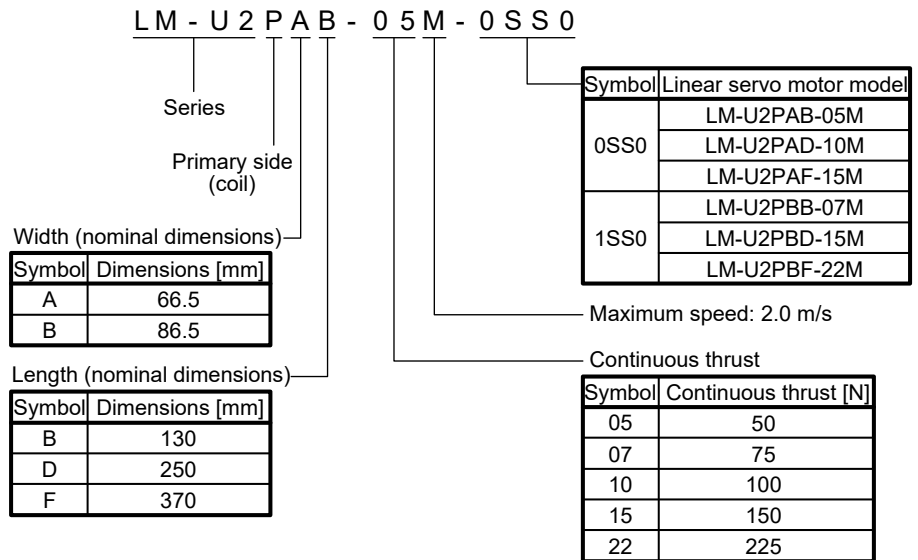 LM-U2PAB-05M-0SS0
Series
Primary side
(coil)
Width (nominal dimensions)
Symbol Dimensions [mm]
A 66.5
B 86.5
Length (nominal dimensions)
Symbol Dimensions [mm]
B 130
D 250
F 370
Symbol Linear servo motor model
0SS0 LM-U2PAB-05M
LM-U2PAD-10M
LM-U2PAF-15M
1SS0 LM-U2PBB-07M
LM-U2PBD-15M
LM-U2PBF-22M
Maximum speed: 2.0 m/s
Continuous thrust
Symbol Continuous thrust [N]
05 50
07 75
10 100
15 150
22 225